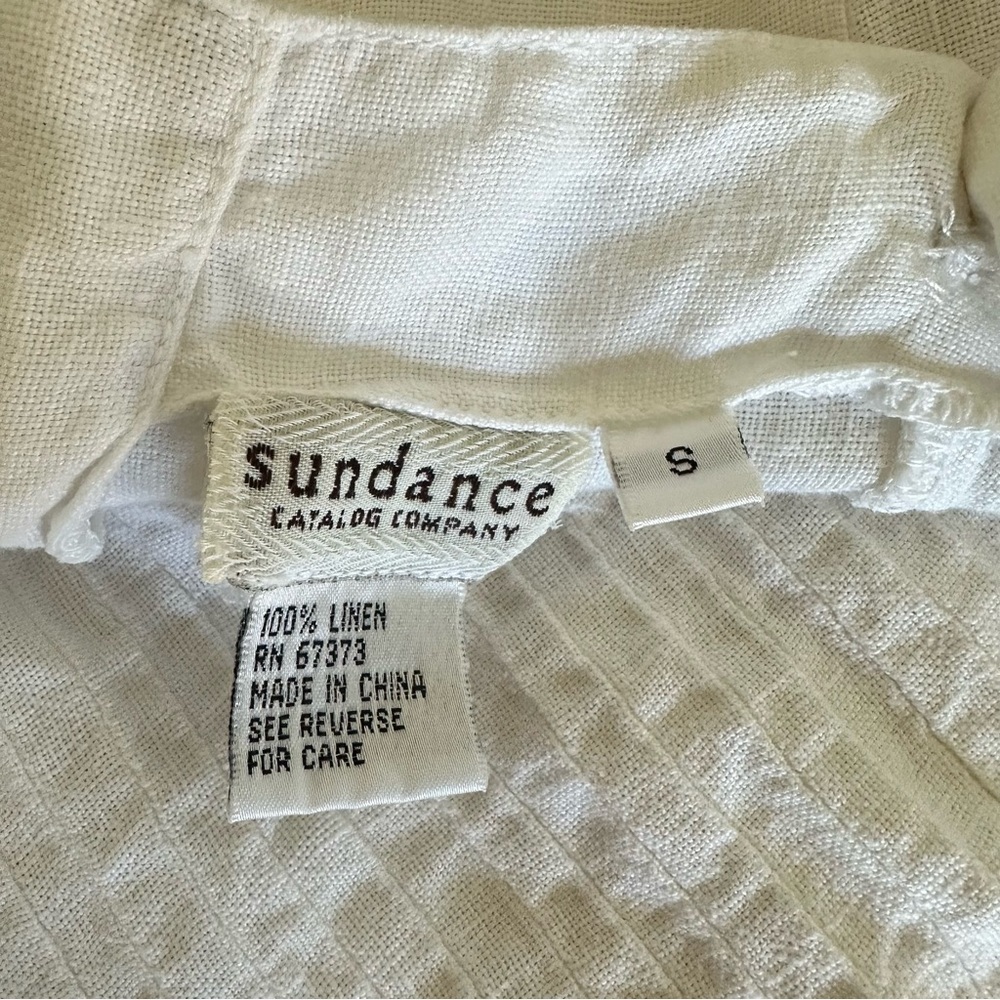 sundance
CATALOG COMPANY
S
100% LINEN
RN 67373
MADE IN CHINA
SEE REVERSE
FOR CARE